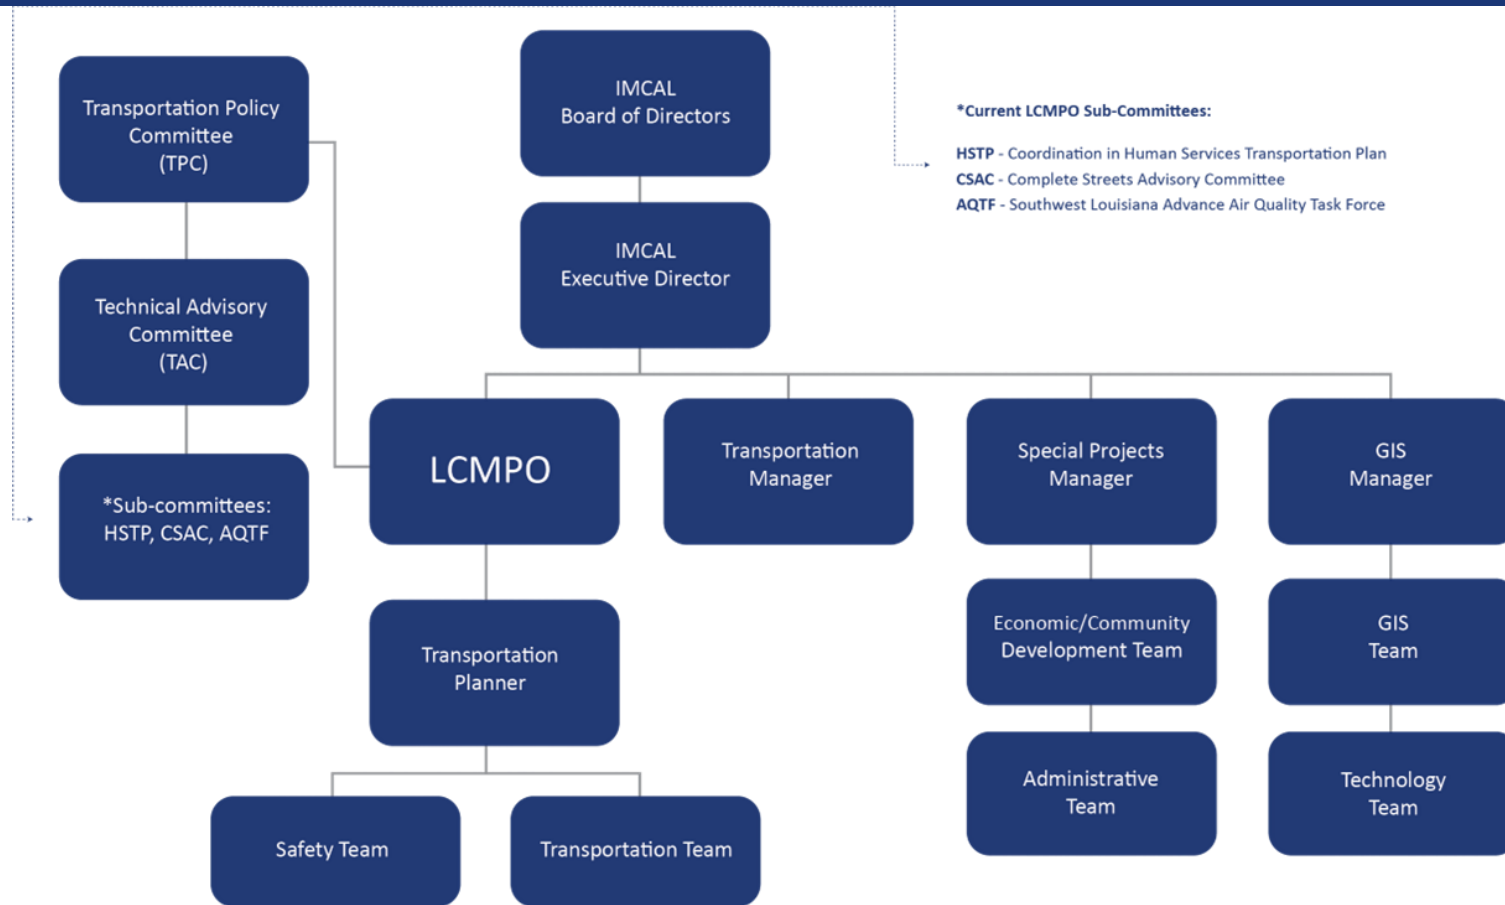 Transportation Policy
Committee
(TPC)
Technical Advisory
Committee
(TAC)
*Sub-committees:
HSTP, CSAC, AQTF
IMCAL
Board of Directors
IMCAL
Executive Director
*Current LCMPO Sub-Committees:
HSTP - Coordination in Human Services Transportation Plan
CSAC - Complete Streets Advisory Committee
AQTF - Southwest Louisiana Advance Air Quality Task Force
LCMPO
Transportation
Manager
Special Projects
Manager
GIS
Manager
Transportation
Planner
Economic/Community
Development Team
GIS
Team
Safety Team
Transportation Team
Administrative
Team
Technology
Team